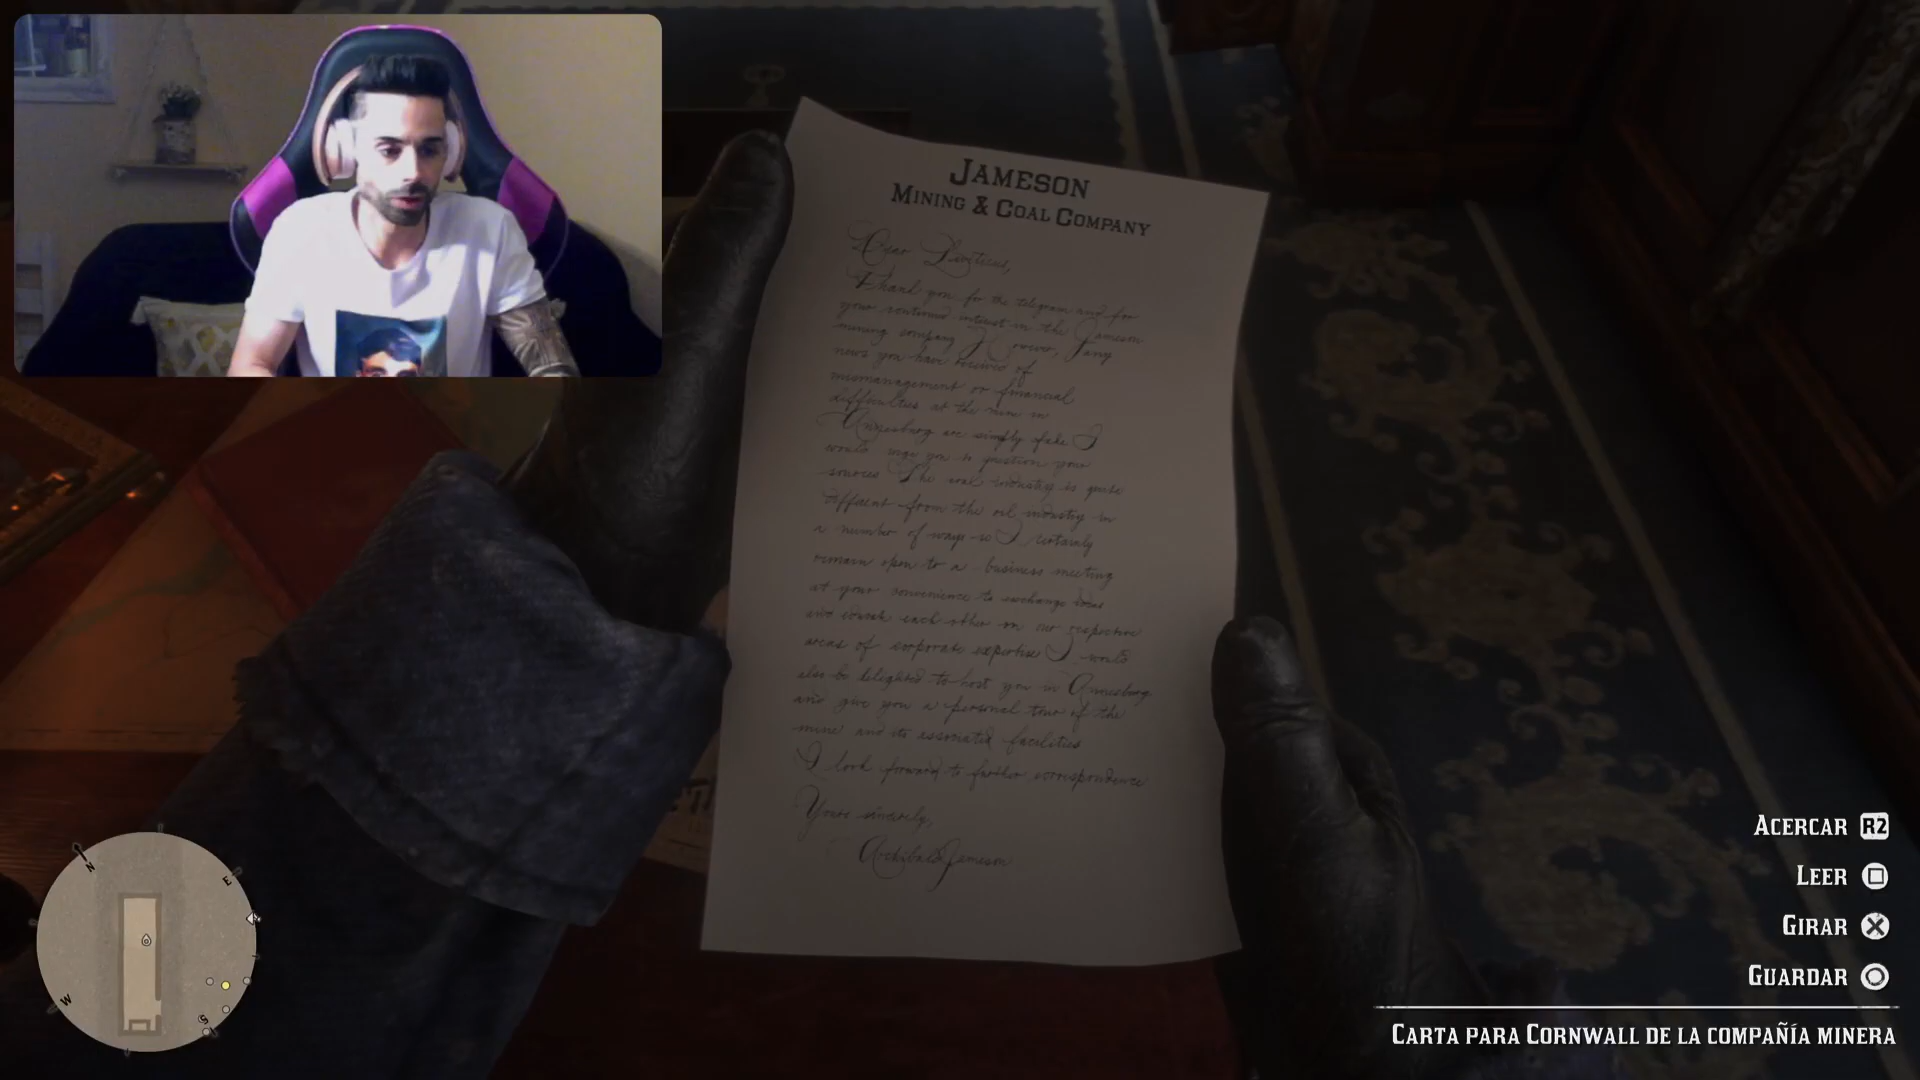 JAMESON
MINING & COAL COMPANY
Dear Leviticus,
Thank you for the telegram and for
your continued interest in the Jameson
mining company However, Jany
news you have received of
mismanagement or financial
difficulties at the mine in
Annesburg are simply fake I
would urge you to question your
sources The coal industry is quite
different from the oil industry in
a number of ways so I certainly
remain open to a business meeting
at your convenience to exchange ideas
and coach each other on our respective
areas of corporate expertise I would
also be delighted to host you in Annesburg
and give you a personal tour of the
mine and its associated facilities
I look forward to further correspondence
Yours sincerely,
Archibald Jameson
ACERCAR R2
LEER
GIRAR
GUARDAR
CARTA PARA CORNWALL DE LA COMPAÑÍA MINERA
N
E
S
W